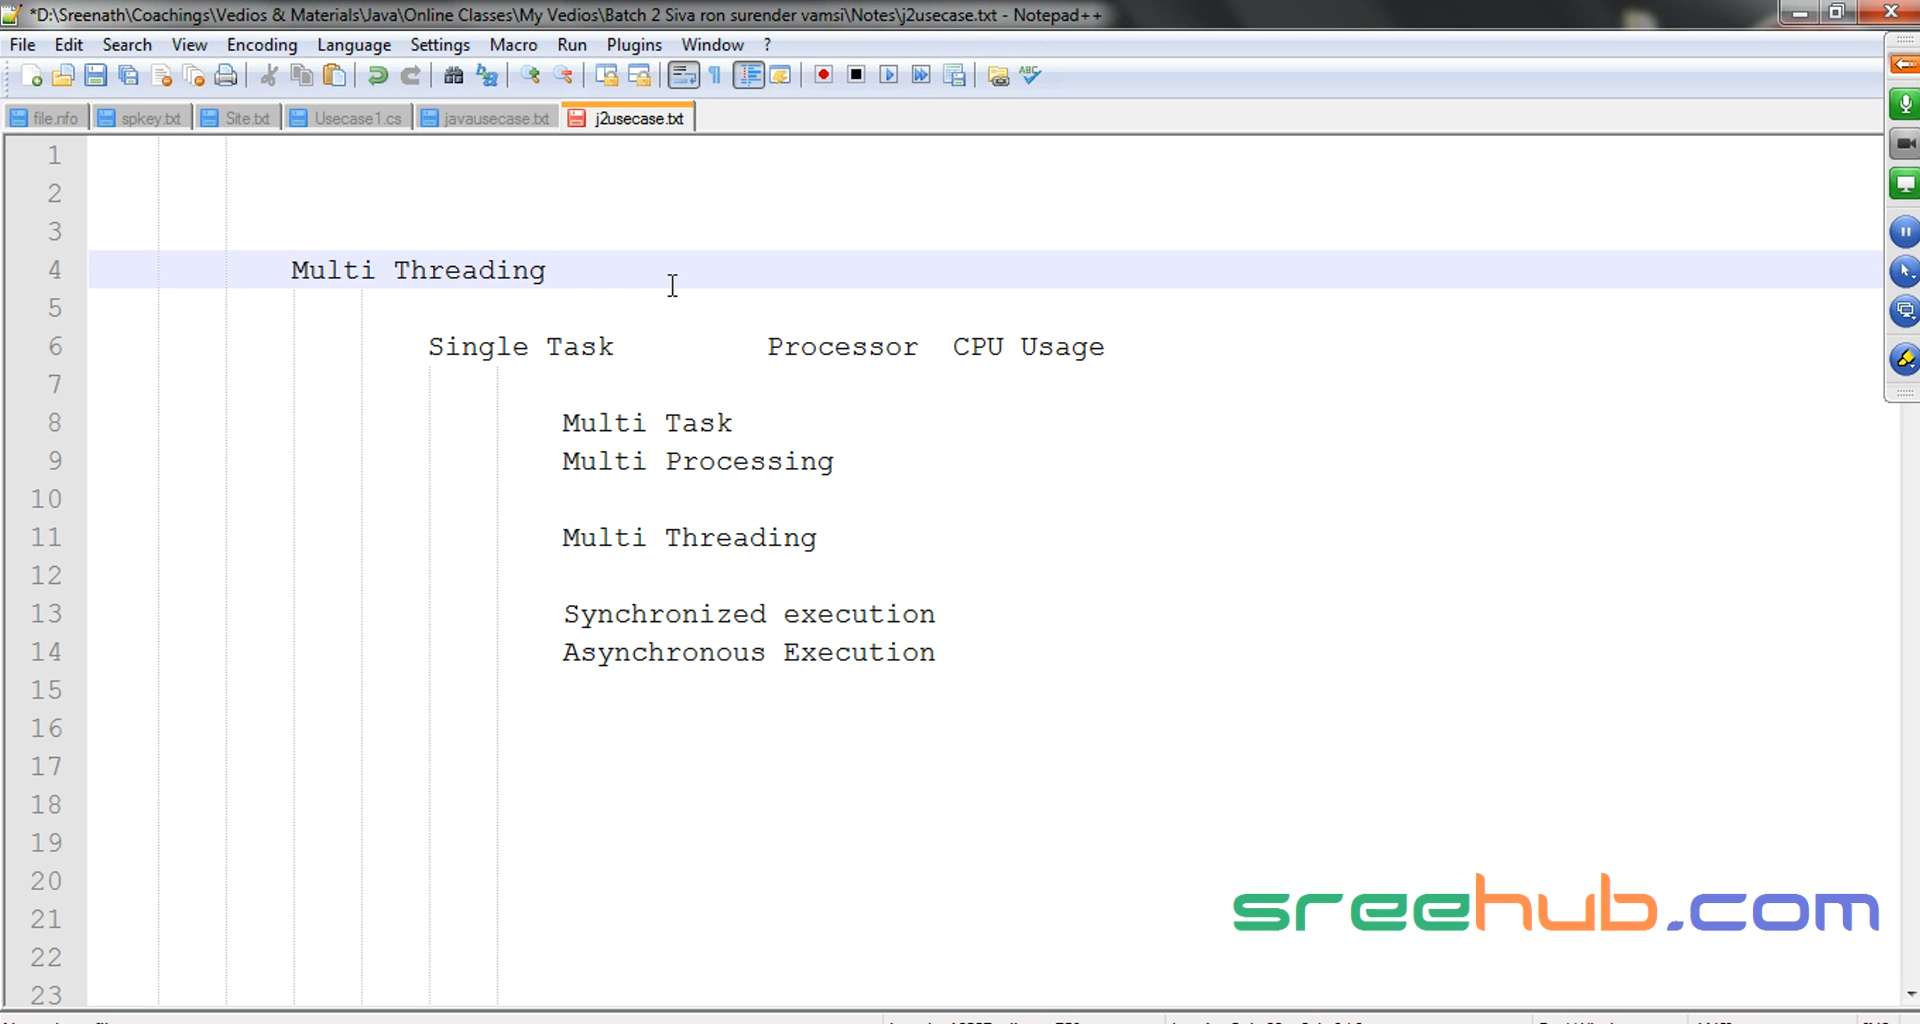 *D:\Sreenath\Coachings\Vedios & Materials\Java\Online Classes\My Vedios\Batch 2 Siva ron surender vamsi\Notes\j2usecase.txt - Notepad++
File Edit Search View Encoding Language Settings Macro Run Plugins Window ?
file.nfo spkey.txt Site.txt Usecase1.cs javausecase.txt j2usecase.txt
1
2
3
4 Multi Threading
5
6 Single Task Processor CPU Usage
7
8 Multi Task
9 Multi Processing
10
11 Multi Threading
12
13 Synchronized execution
14 Asynchronous Execution
15
16
17
18
19
20
21
22
23
sreehub.com